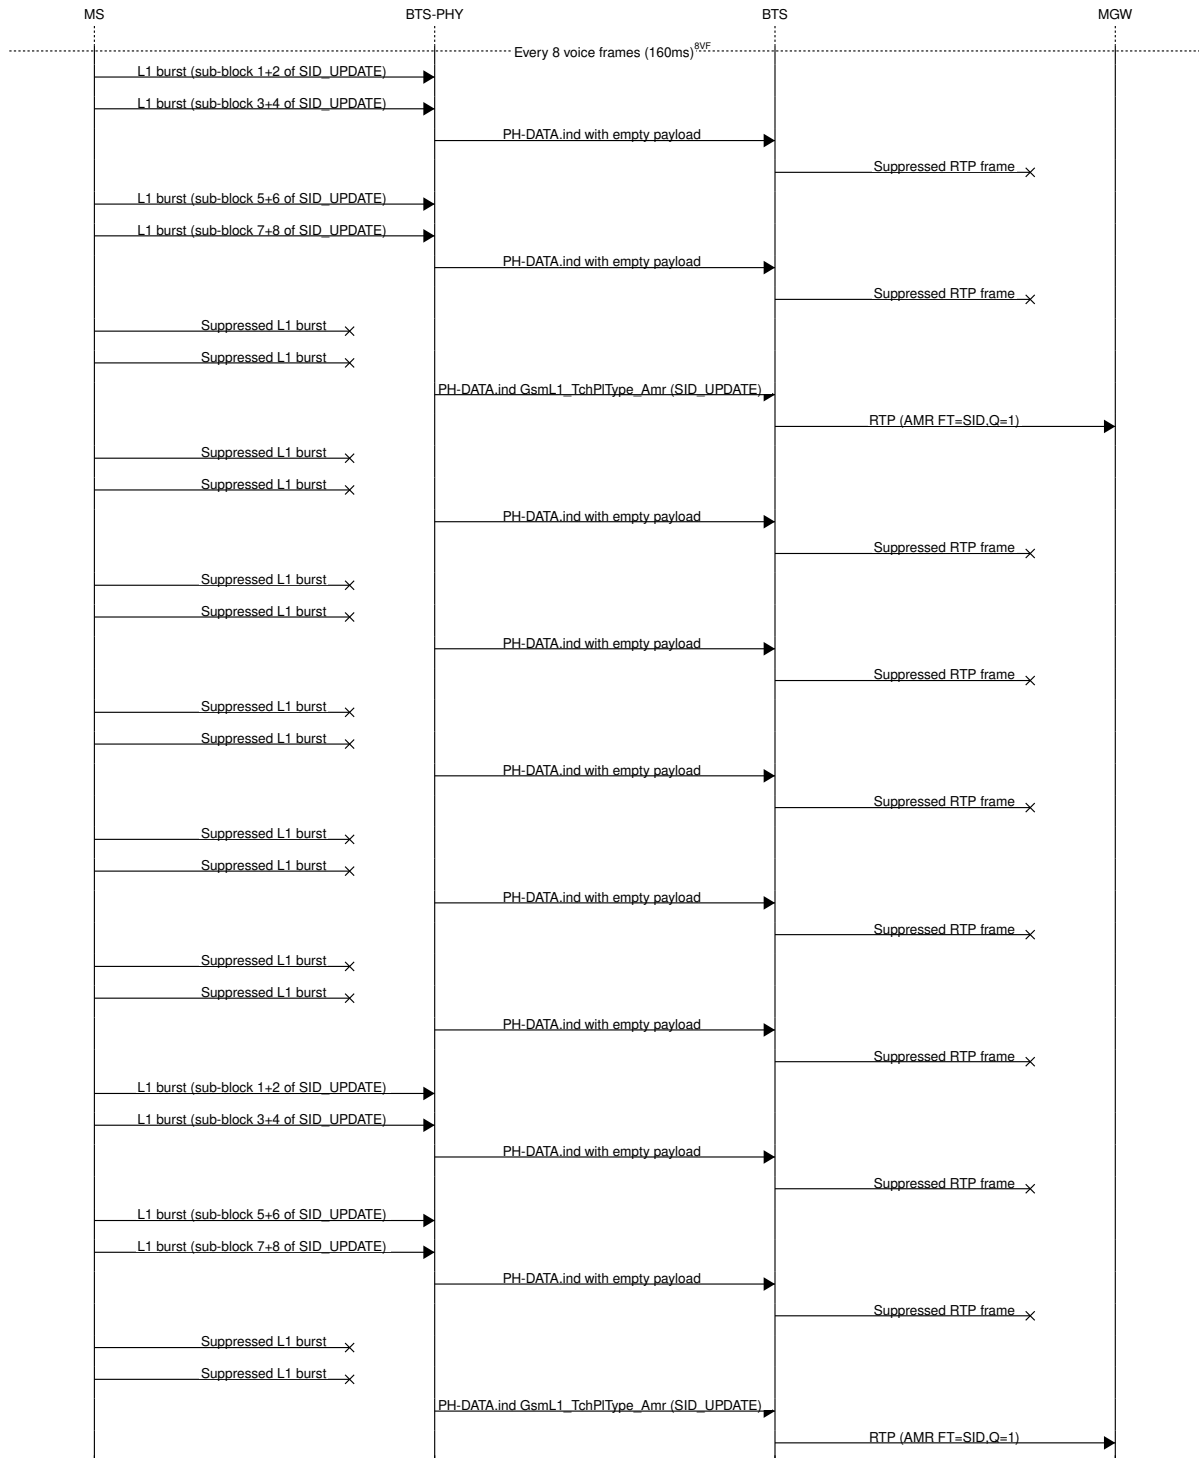 MS BTS-PHY BTS MGW
Every 8 voice frames (160ms)8VF
L1 burst (sub-block 1+2 of SID_UPDATE)
L1 burst (sub-block 3+4 of SID_UPDATE)
PH-DATA.ind with empty payload
Suppressed RTP frame
L1 burst (sub-block 5+6 of SID_UPDATE)
L1 burst (sub-block 7+8 of SID_UPDATE)
PH-DATA.ind with empty payload
Suppressed RTP frame
Suppressed L1 burst
Suppressed L1 burst
PH-DATA.ind GsmL1_TchPlType_Amr (SID_UPDATE)
RTP (AMR FT=SID,Q=1)
Suppressed L1 burst
Suppressed L1 burst
PH-DATA.ind with empty payload
Suppressed RTP frame
Suppressed L1 burst
Suppressed L1 burst
PH-DATA.ind with empty payload
Suppressed RTP frame
Suppressed L1 burst
Suppressed L1 burst
PH-DATA.ind with empty payload
Suppressed RTP frame
Suppressed L1 burst
Suppressed L1 burst
PH-DATA.ind with empty payload
Suppressed RTP frame
Suppressed L1 burst
Suppressed L1 burst
PH-DATA.ind with empty payload
Suppressed RTP frame
L1 burst (sub-block 1+2 of SID_UPDATE)
L1 burst (sub-block 3+4 of SID_UPDATE)
PH-DATA.ind with empty payload
Suppressed RTP frame
L1 burst (sub-block 5+6 of SID_UPDATE)
L1 burst (sub-block 7+8 of SID_UPDATE)
PH-DATA.ind with empty payload
Suppressed RTP frame
Suppressed L1 burst
Suppressed L1 burst
PH-DATA.ind GsmL1_TchPlType_Amr (SID_UPDATE)
RTP (AMR FT=SID,Q=1)